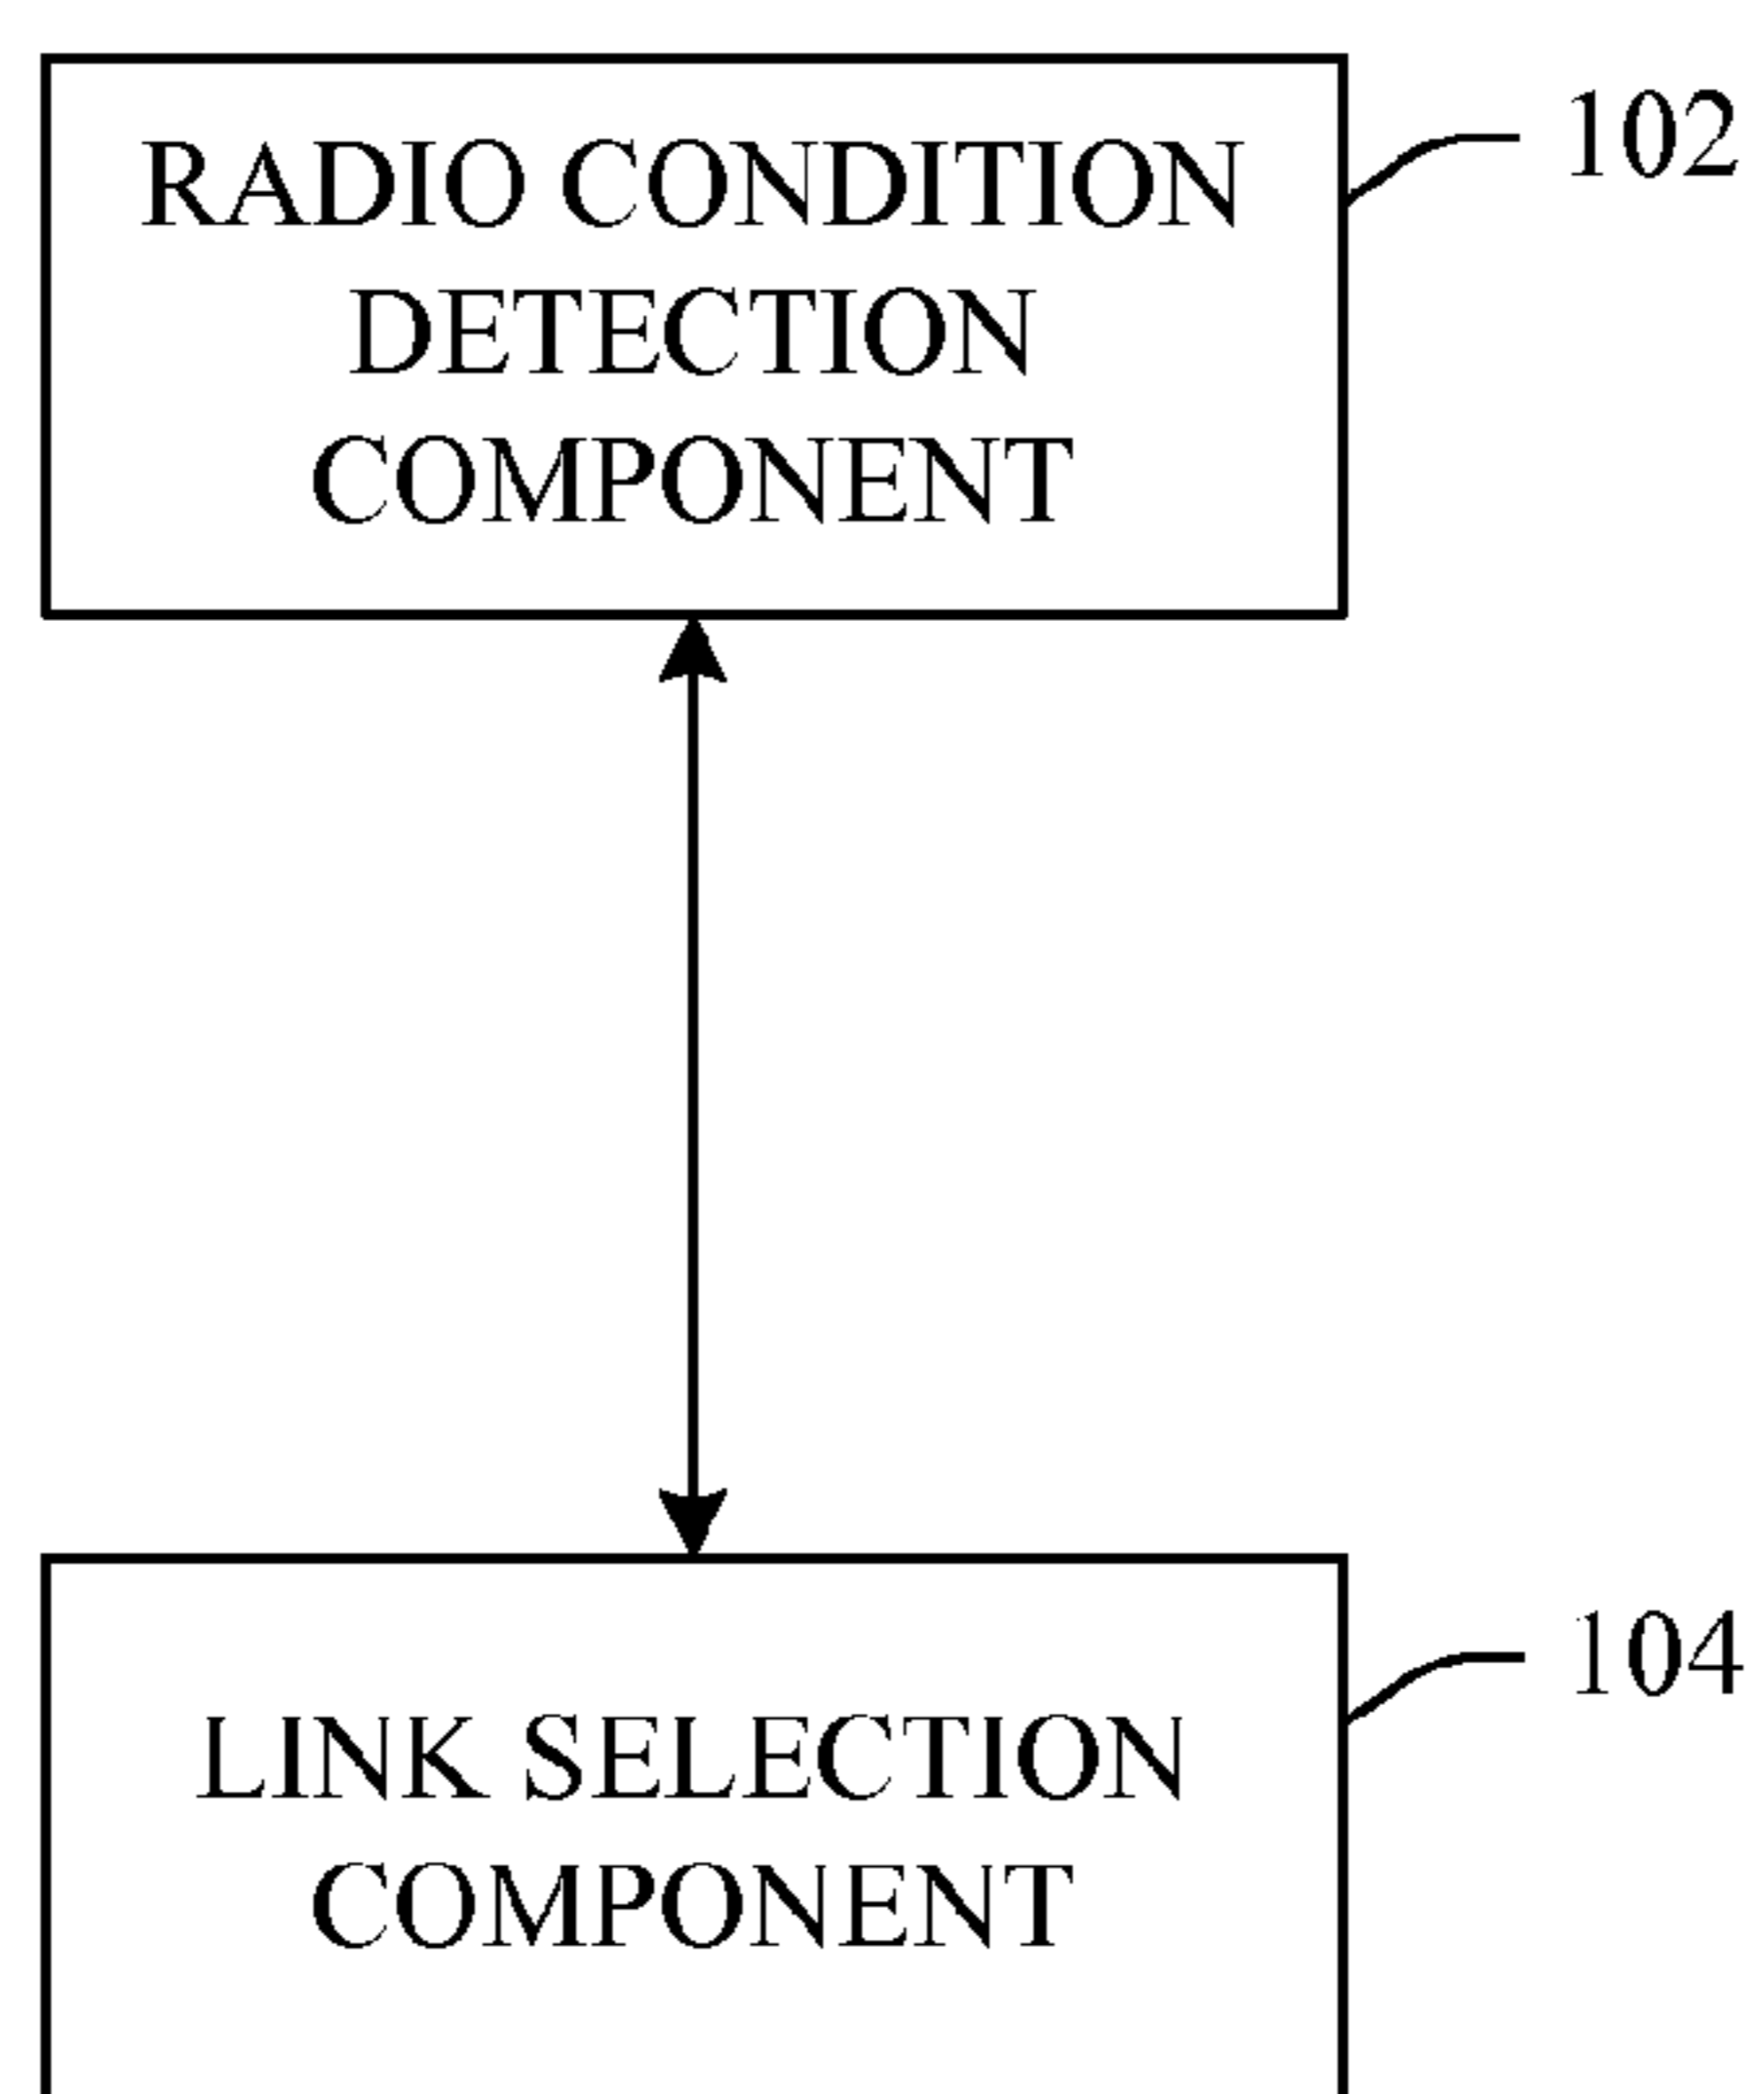 RADIO CONDITION
DETECTION
COMPONENT
102
LINK SELECTION
COMPONENT
104